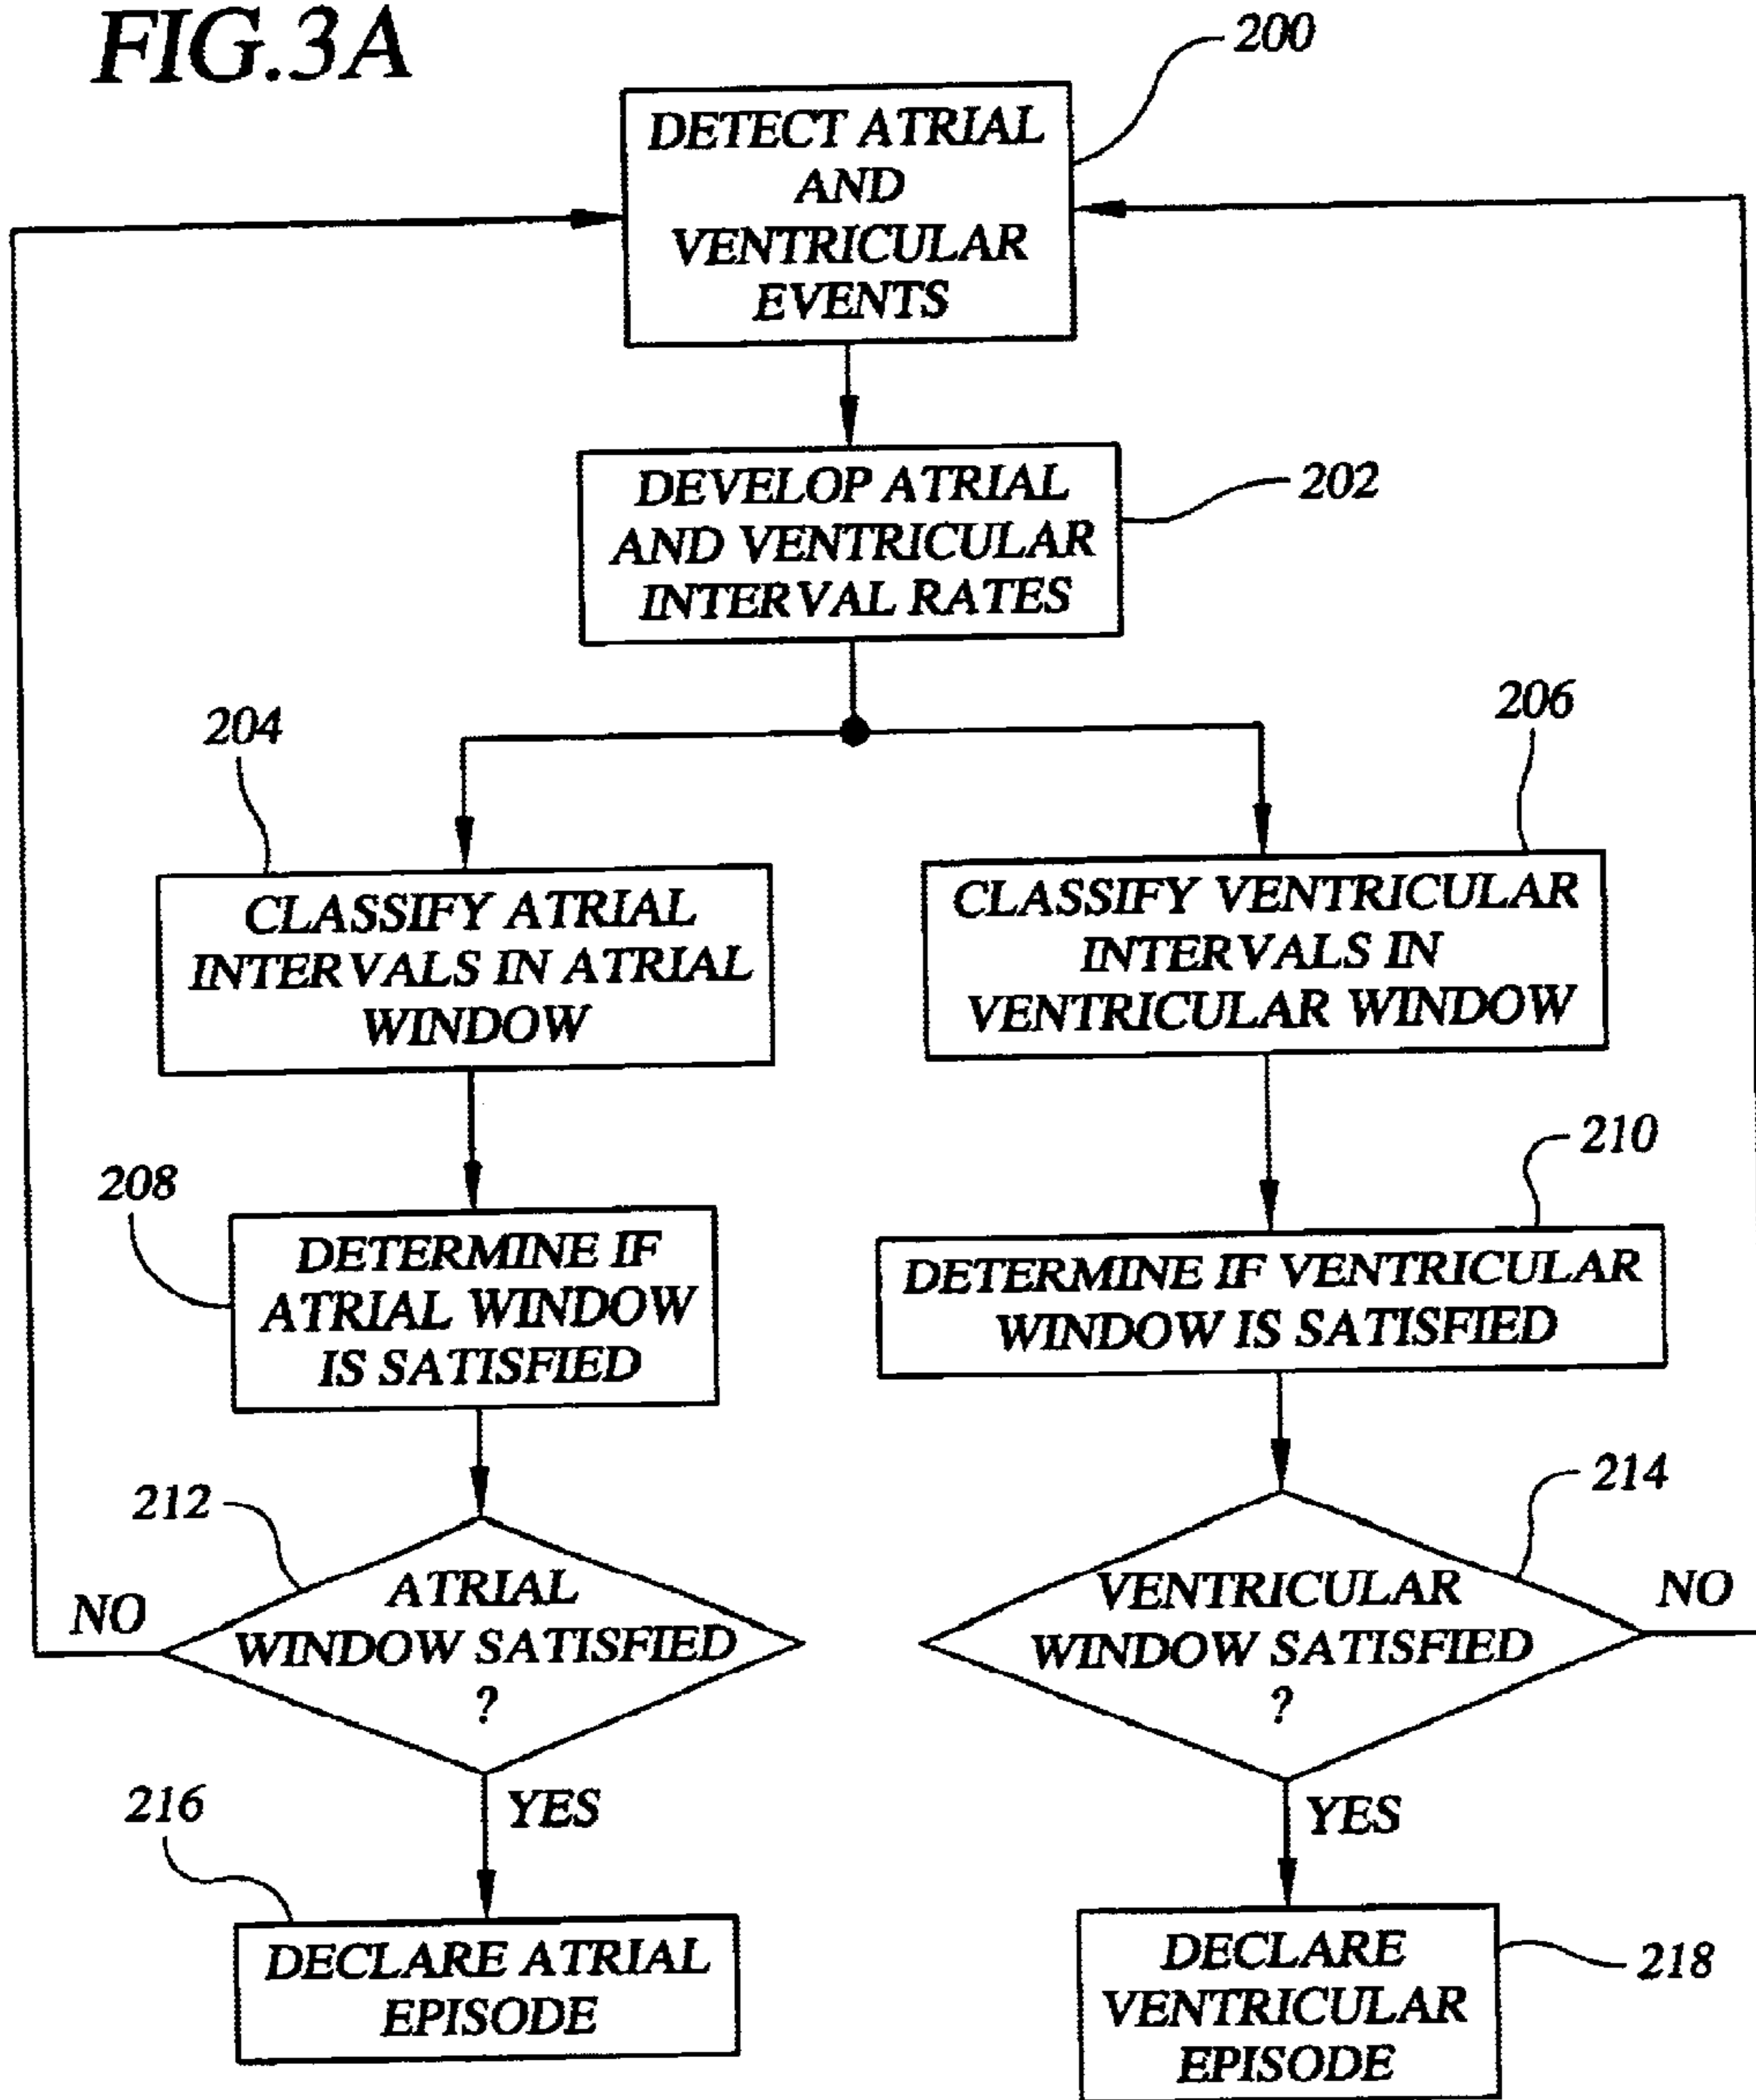 FIG.3A
200
DETECT ATRIAL
AND
VENTRICULAR
EVENTS
DEVELOP ATRIAL
AND VENTRICULAR
INTERVAL RATES
202
204
206
CLASSIFY ATRIAL
INTERVALS IN ATRIAL
WINDOW
CLASSIFY VENTRICULAR
INTERVALS IN
VENTRICULAR WINDOW
208
210
DETERMINE IF
ATRIAL WINDOW
IS SATISFIED
DETERMINE IF VENTRICULAR
WINDOW IS SATISFIED
212
214
NO
ATRIAL
WINDOW SATISFIED
?
VENTRICULAR
WINDOW SATISFIED
?
NO
YES
YES
216
DECLARE ATRIAL
EPISODE
DECLARE
VENTRICULAR
EPISODE
218